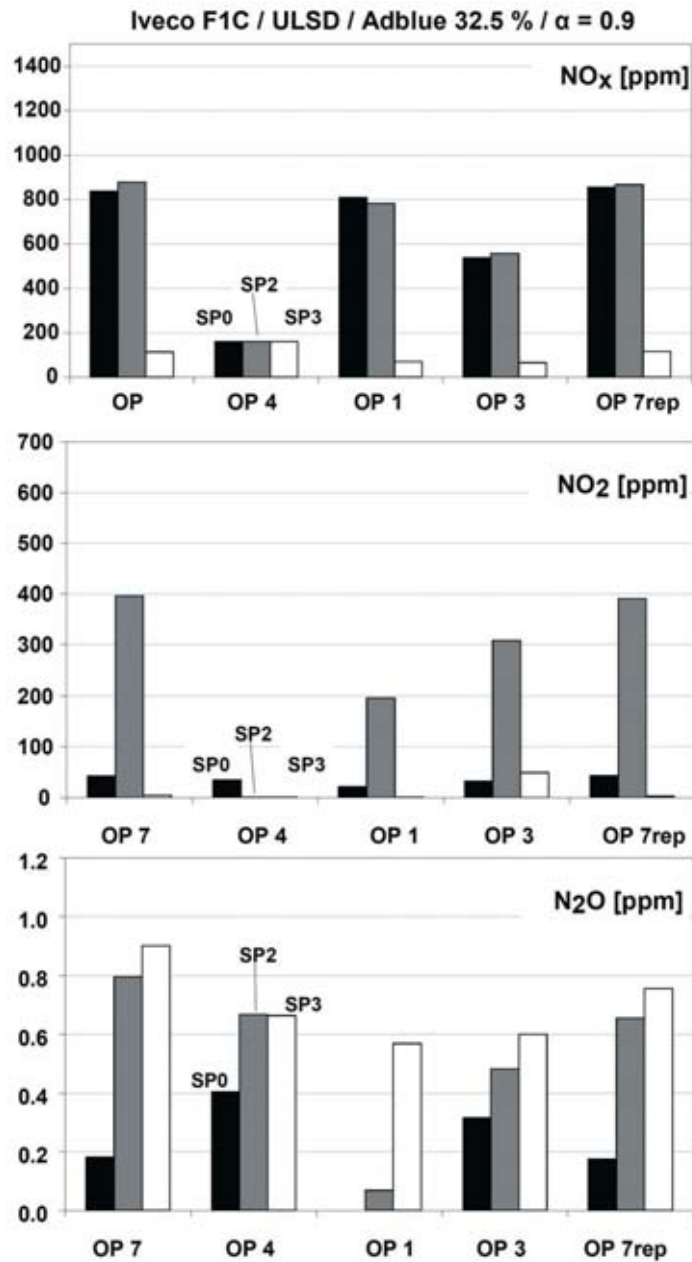 Iveco F1C / ULSD / Adblue 32.5 % / α = 0.9
NOx [ppm]
1400
1200
1000
800
600
400
200
0
SP0
SP2
SP3
OP
OP 4
OP 1
OP 3
OP 7rep
NO2 [ppm]
700
600
500
400
300
200
100
0
SP0
SP2
SP3
OP 7
OP 4
OP 1
OP 3
OP 7rep
N2O [ppm]
1.2
1.0
0.8
0.6
0.4
0.2
0.0
SP0
SP2
SP3
OP 7
OP 4
OP 1
OP 3
OP 7rep